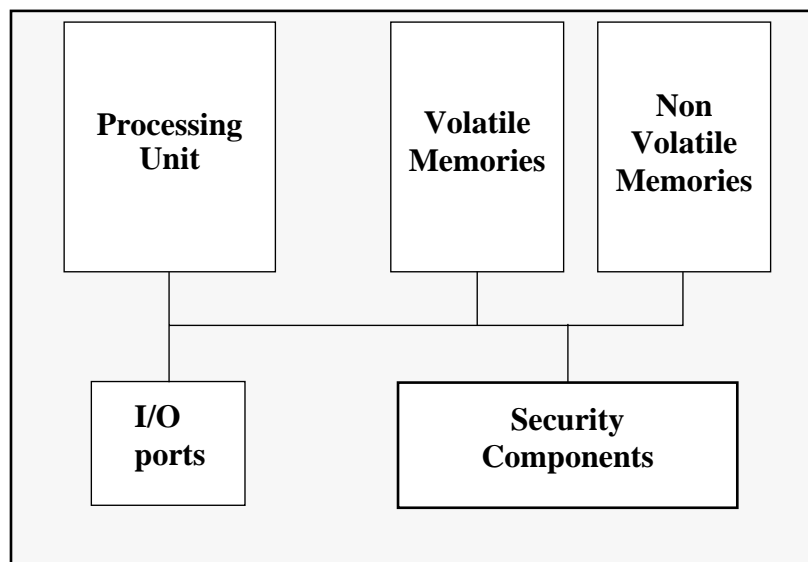 Processing
Unit
Volatile
Memories
Non
Volatile
Memories
I/O
ports
Security
Components